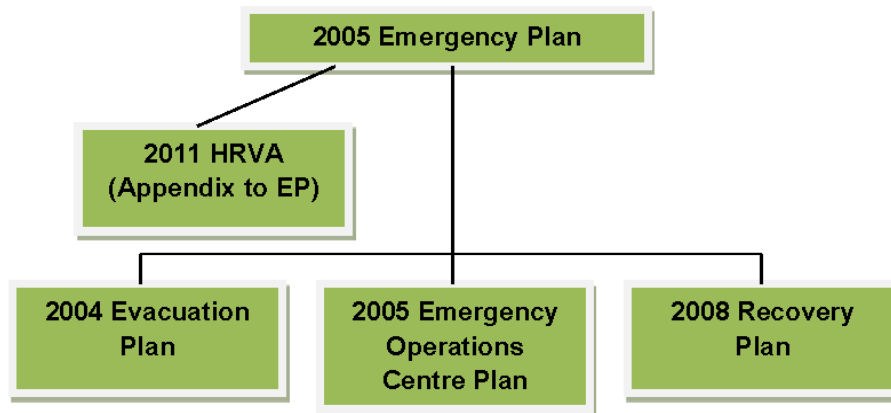 2005 Emergency Plan
2011 HRVA
(Appendix to EP)
2004 Evacuation
Plan
2005 Emergency
Operations
Centre Plan
2008 Recovery
Plan